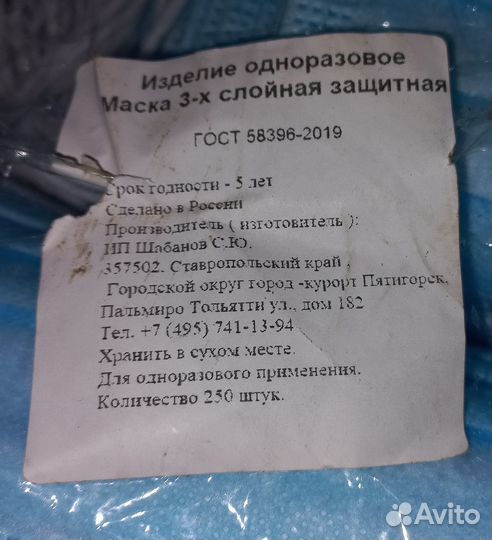 Изделие одноразовое
Маска 3-х слойная защитная
ГОСТ 58396-2019
Срок годности - 5 лет
Сделано в России
Производитель ( изготовитель ):
ИП Шабанов С.Ю.
357502. Ставропольский край
Городской округ город -курорт Пятигорск,
Пальмиро Тольятти ул., дом 182
Тел. +7 (495) 741-13-94
Хранить в сухом месте.
Для одноразового применения.
Количество 250 штук.
Avito